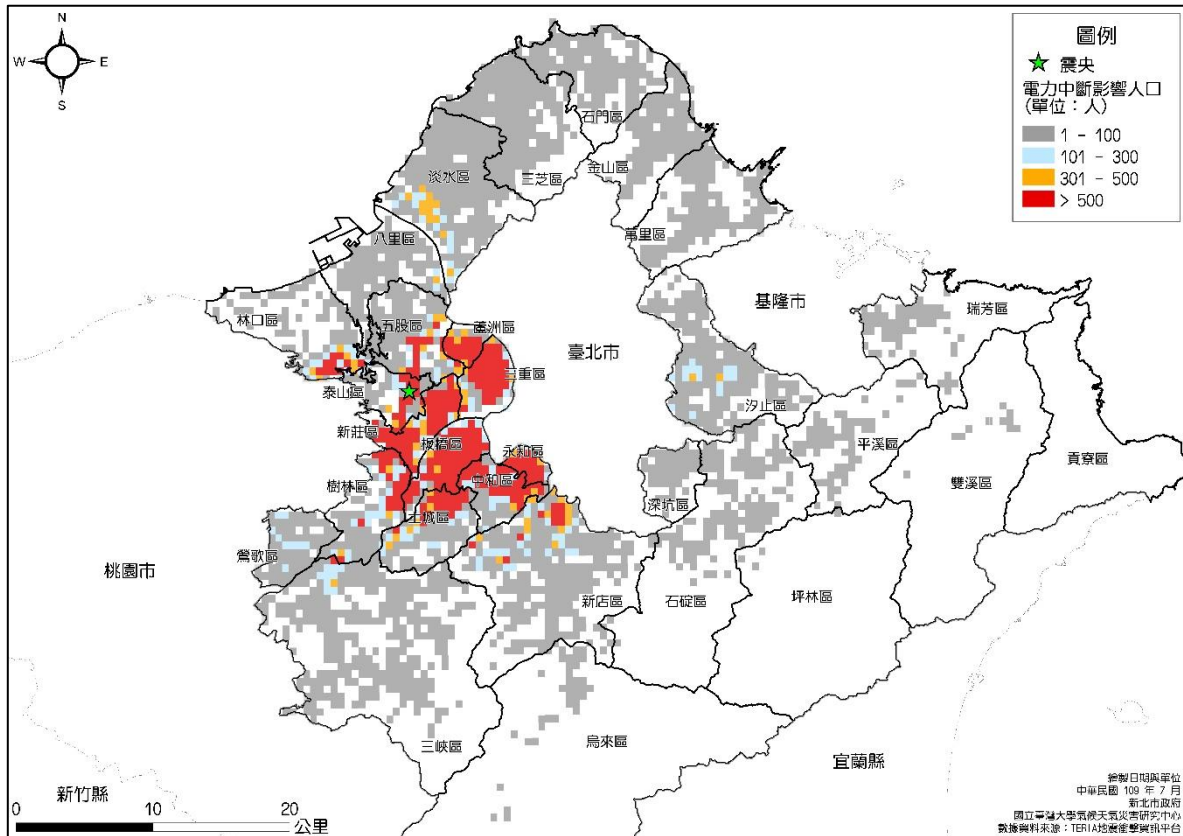 N
W
E
S
圖例
震央
電力中斷影響人口
(單位：人)
1 - 100
101 - 300
301 - 500
> 500
石門區
金山區
三芝區
淡水區
萬里區
八里區
基隆市
瑞芳區
林口區
五股區
蘆洲區
臺北市
三重區
泰山區
汐止區
新莊區
板橋區
平溪區
永和區
貢寮區
中和區
雙溪區
樹林區
深坑區
土城區
鶯歌區
桃園市
新店區
石碇區
坪林區
三峽區
烏來區
宜蘭縣
新竹縣
0 10 20
公里
繪製日期與單位
中華民國 109 年 7 月
新北市政府
國立臺灣大學氣候天氣災害研究中心
數據資料來源：TERIA地震衝擊資訊平台